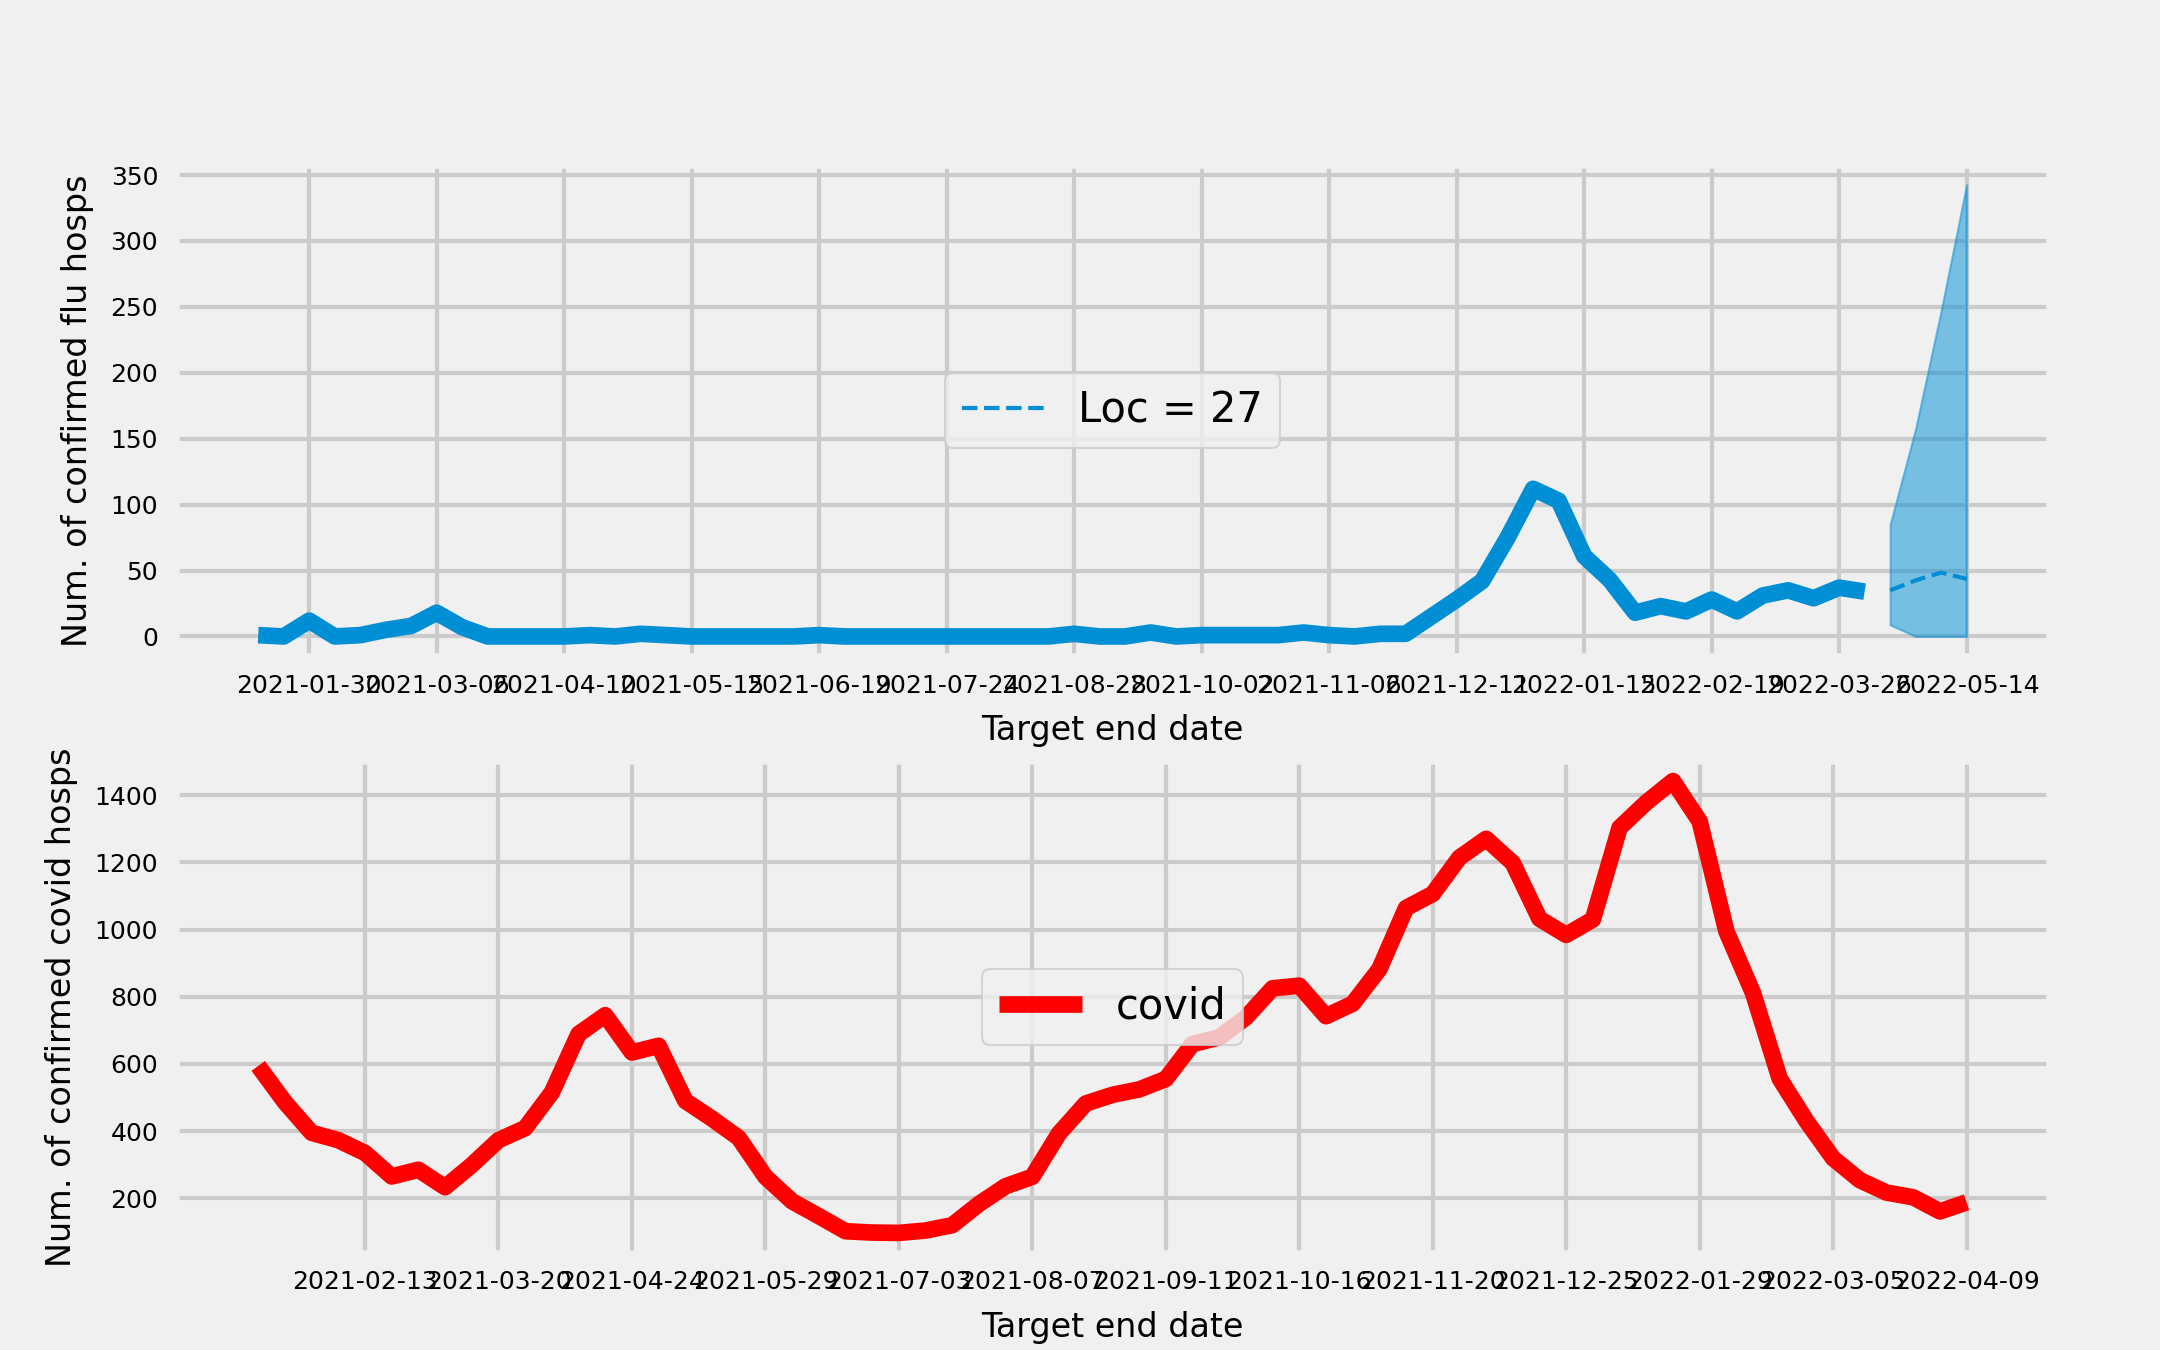 Num. of confirmed flu hosps
350
300
250
200
150
100
50
0
Loc = 27
2021-01-30 2021-03-06 2021-04-10 2021-05-15 2021-06-19 2021-07-24 2021-08-28 2021-10-02 2021-11-06 2021-12-11 2022-01-15 2022-02-19 2022-03-26 2022-05-14
Target end date
Num. of confirmed covid hosps
1400
1200
1000
800
600
400
200
covid
2021-02-13 2021-03-20 2021-04-24 2021-05-29 2021-07-03 2021-08-07 2021-09-11 2021-10-16 2021-11-20 2021-12-25 2022-01-29 2022-03-05 2022-04-09
Target end date